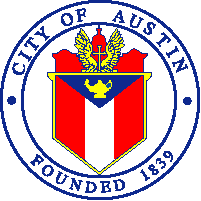 CITY OF AUSTIN
FOUNDED 1839